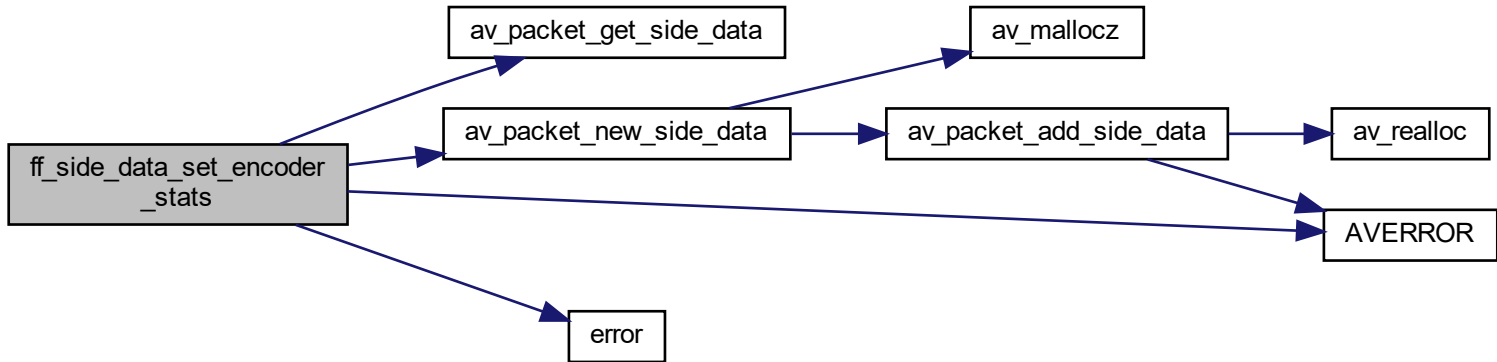 av_packet_get_side_data
av_mallocz
av_packet_new_side_data
av_packet_add_side_data
av_realloc
ff_side_data_set_encoder
_stats
AVERROR
error